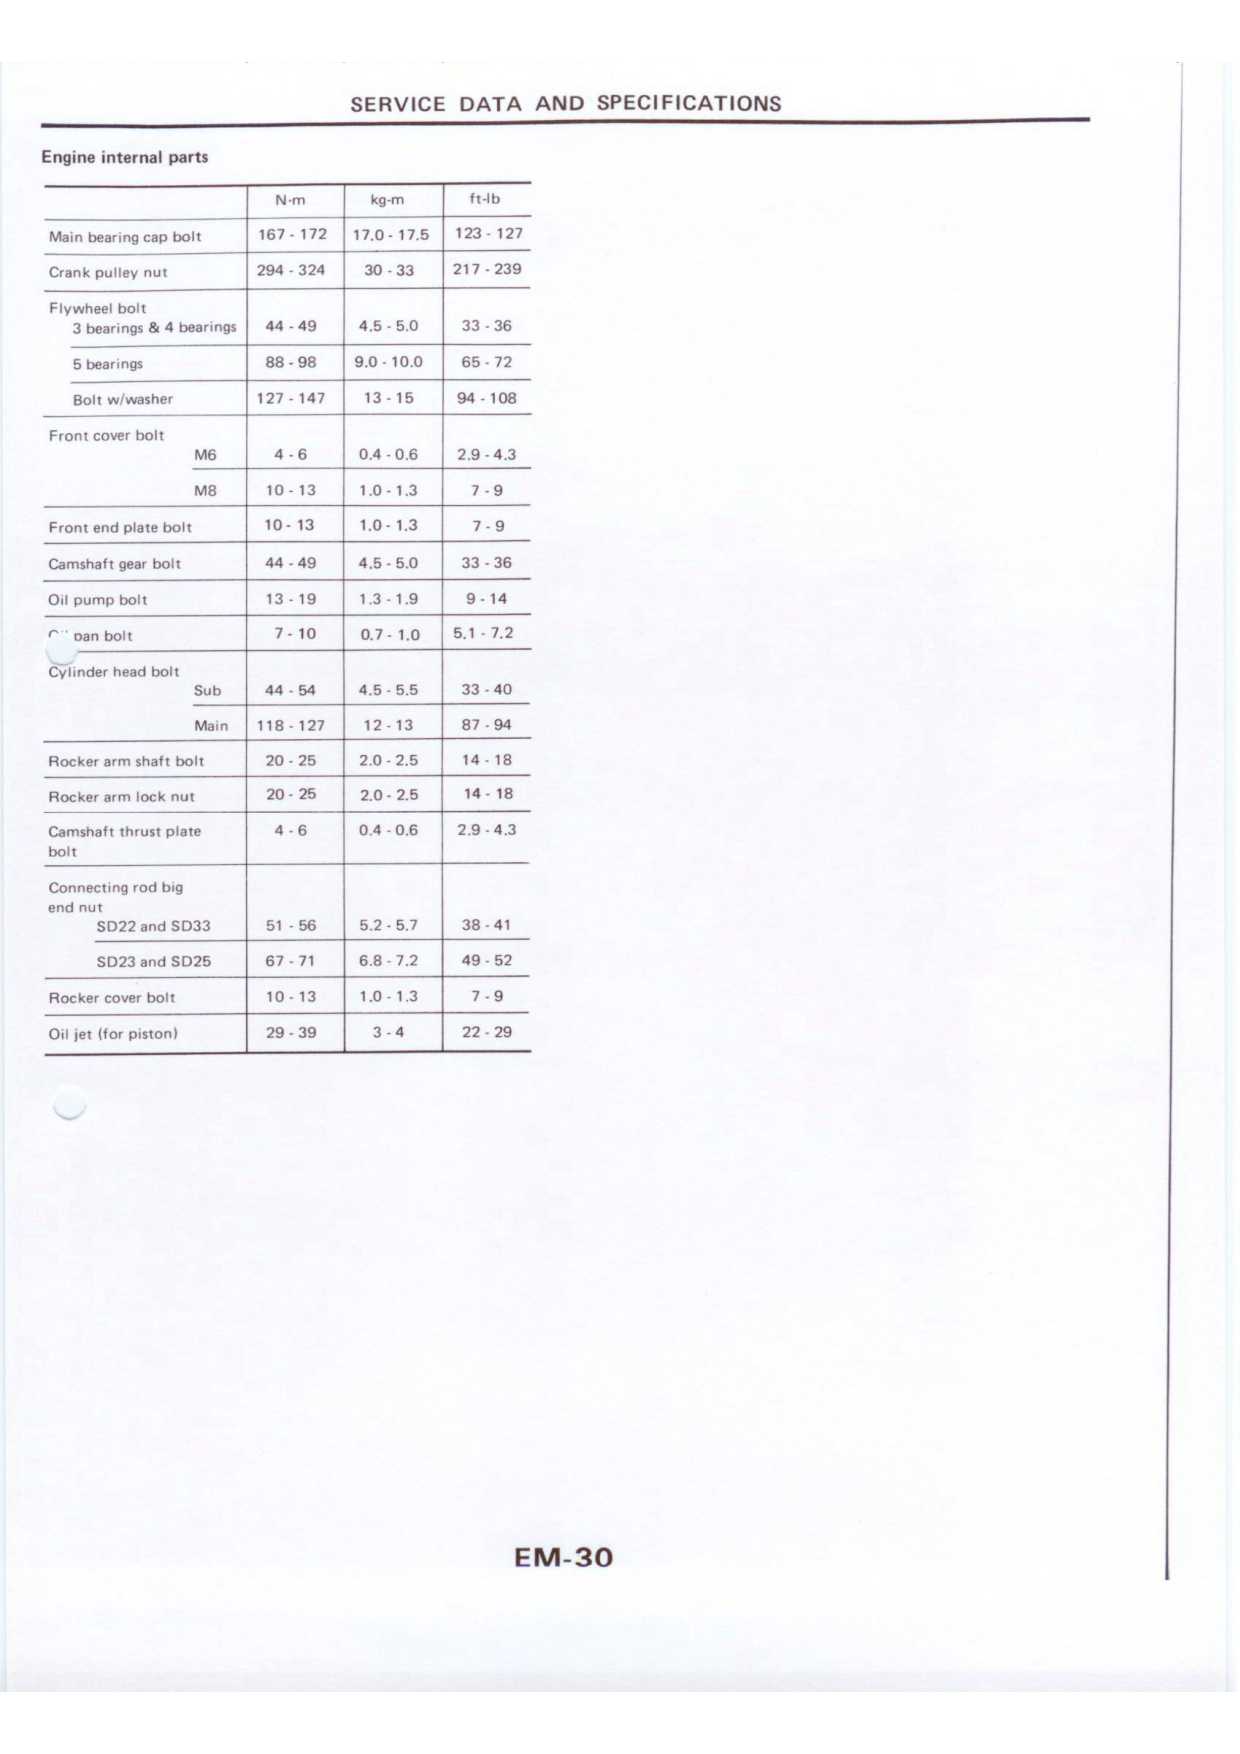 SERVICE DATA AND SPECIFICATIONS
Engine internal parts
N·m kg-m ft-lb
Main bearing cap bolt 167 - 172 17.0 - 17.5 123 - 127
Crank pulley nut 294 - 324 30 - 33 217 - 239
Flywheel bolt
3 bearings & 4 bearings 44 - 49 4.5 - 5.0 33 - 36
5 bearings 88 - 98 9.0 - 10.0 65 - 72
Bolt w/washer 127 - 147 13 - 15 94 - 108
Front cover bolt
M6 4 - 6 0.4 - 0.6 2.9 - 4.3
M8 10 - 13 1.0 - 1.3 7 - 9
Front end plate bolt 10 - 13 1.0 - 1.3 7 - 9
Camshaft gear bolt 44 - 49 4.5 - 5.0 33 - 36
Oil pump bolt 13 - 19 1.3 - 1.9 9 - 14
pan bolt 7 - 10 0.7 - 1.0 5.1 - 7.2
Cylinder head bolt
Sub 44 - 54 4.5 - 5.5 33 - 40
Main 118 - 127 12 - 13 87 - 94
Rocker arm shaft bolt 20 - 25 2.0 - 2.5 14 - 18
Rocker arm lock nut 20 - 25 2.0 - 2.5 14 - 18
Camshaft thrust plate 4 - 6 0.4 - 0.6 2.9 - 4.3
bolt
Connecting rod big
end nut
SD22 and SD33 51 - 56 5.2 - 5.7 38 - 41
SD23 and SD25 67 - 71 6.8 - 7.2 49 - 52
Rocker cover bolt 10 - 13 1.0 - 1.3 7 - 9
Oil jet (for piston) 29 - 39 3 - 4 22 - 29
EM-30